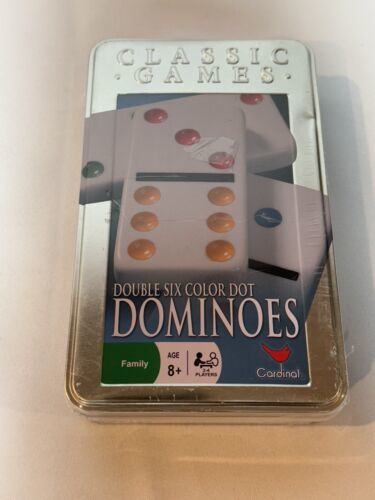 CLASSIC
· GAMES ·
DOUBLE SIX COLOR DOT
DOMINOES
Family
AGE
8+
2-4
PLAYERS
Cardinal